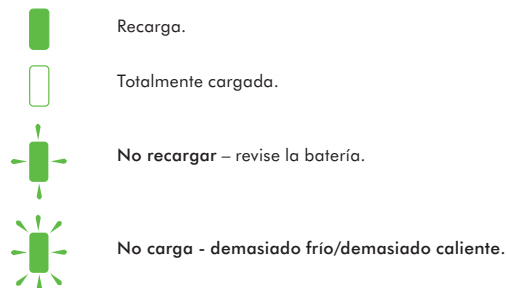 Recarga.
Totalmente cargada.
No recargar – revise la batería.
No carga - demasiado frío/demasiado caliente.